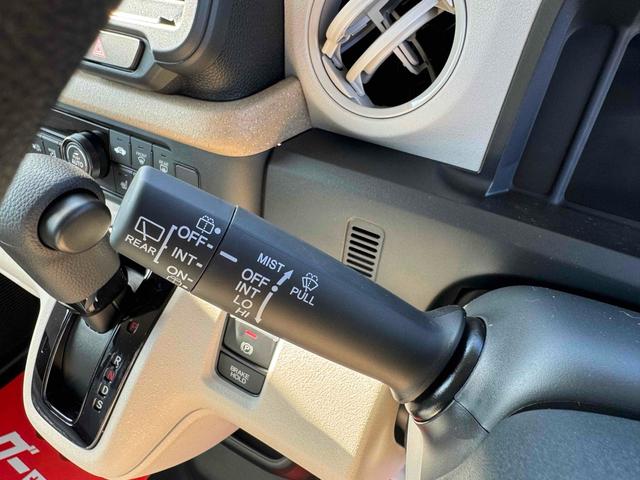 REAR
OFF
INT
ON
MIST
OFF
INT
LO
HI
PULL
BRAKE
HOLD
P
R
N
D
S